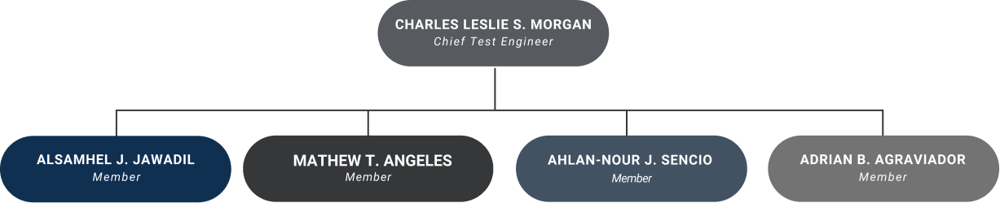 CHARLES LESLIE S. MORGAN
Chief Test Engineer
ALSAMHEL J. JAWADIL
Member
MATHEW T. ANGELES
Member
AHLAN-NOUR J. SENCIO
Member
ADRIAN B. AGRAVIADOR
Member